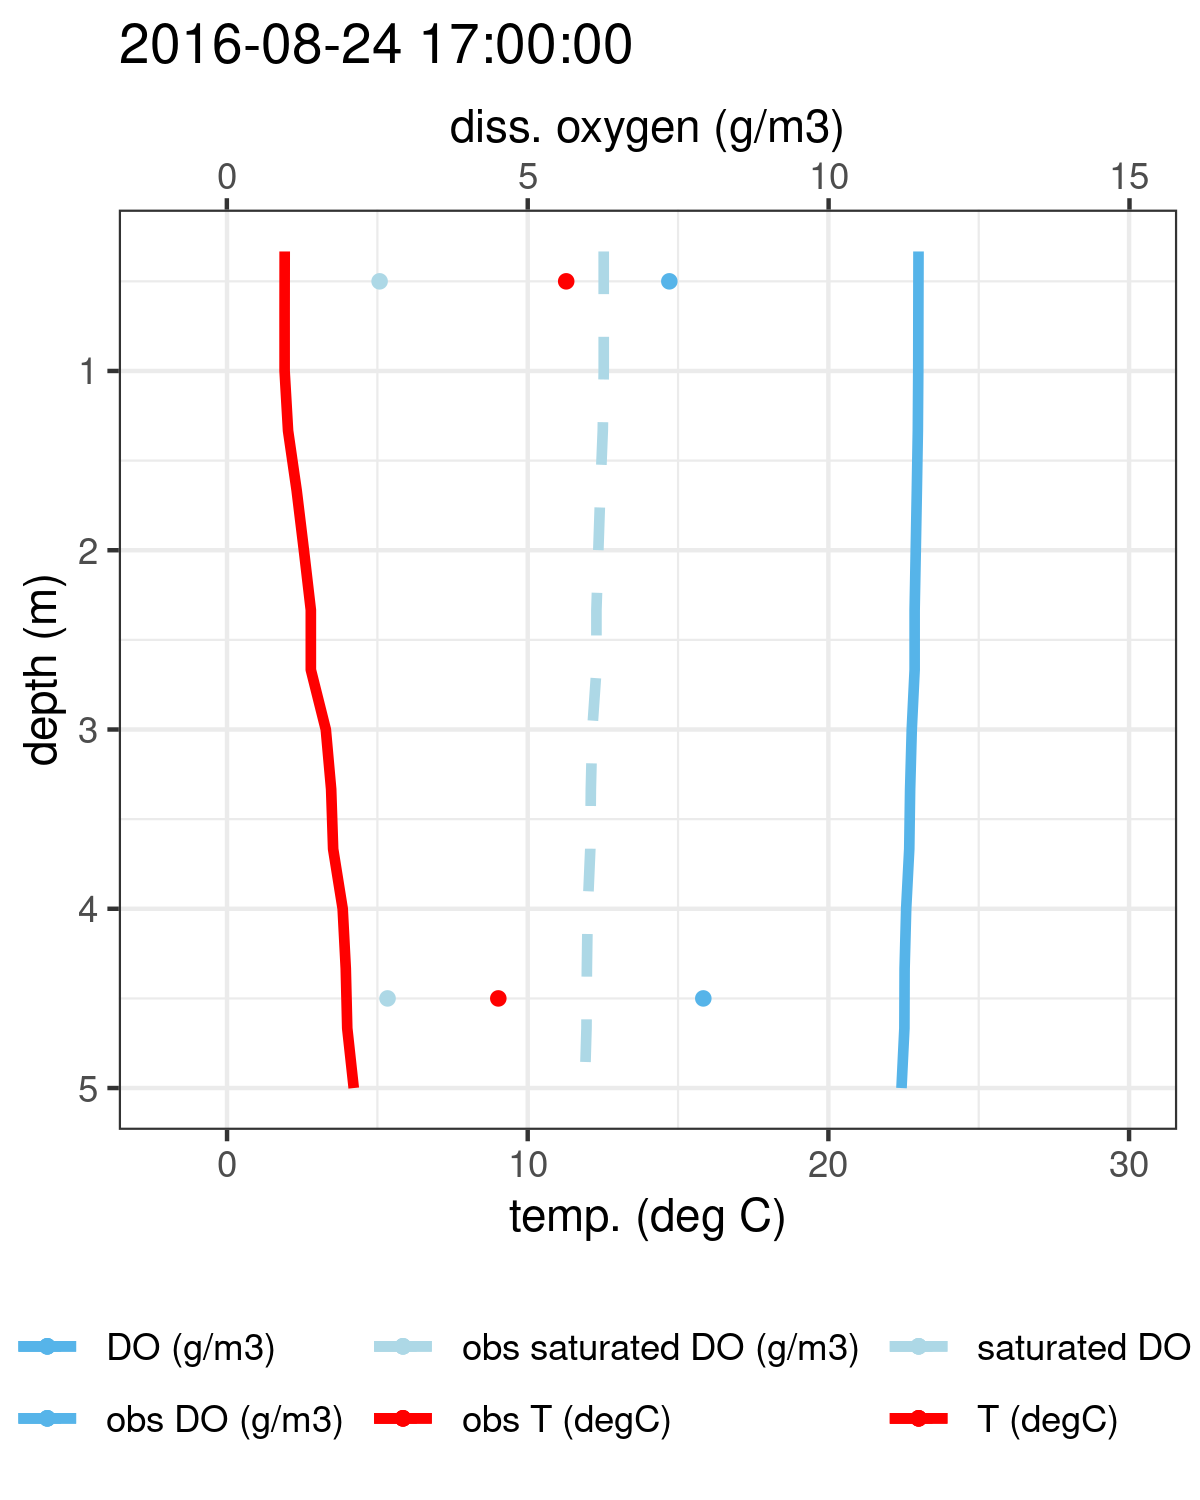 2016-08-24 17:00:00
diss. oxygen (g/m3)
0 5 10 15
depth (m)
1
2
3
4
5
0 10 20 30
temp. (deg C)
DO (g/m3) obs saturated DO (g/m3) saturated DO
obs DO (g/m3) obs T (degC) T (degC)